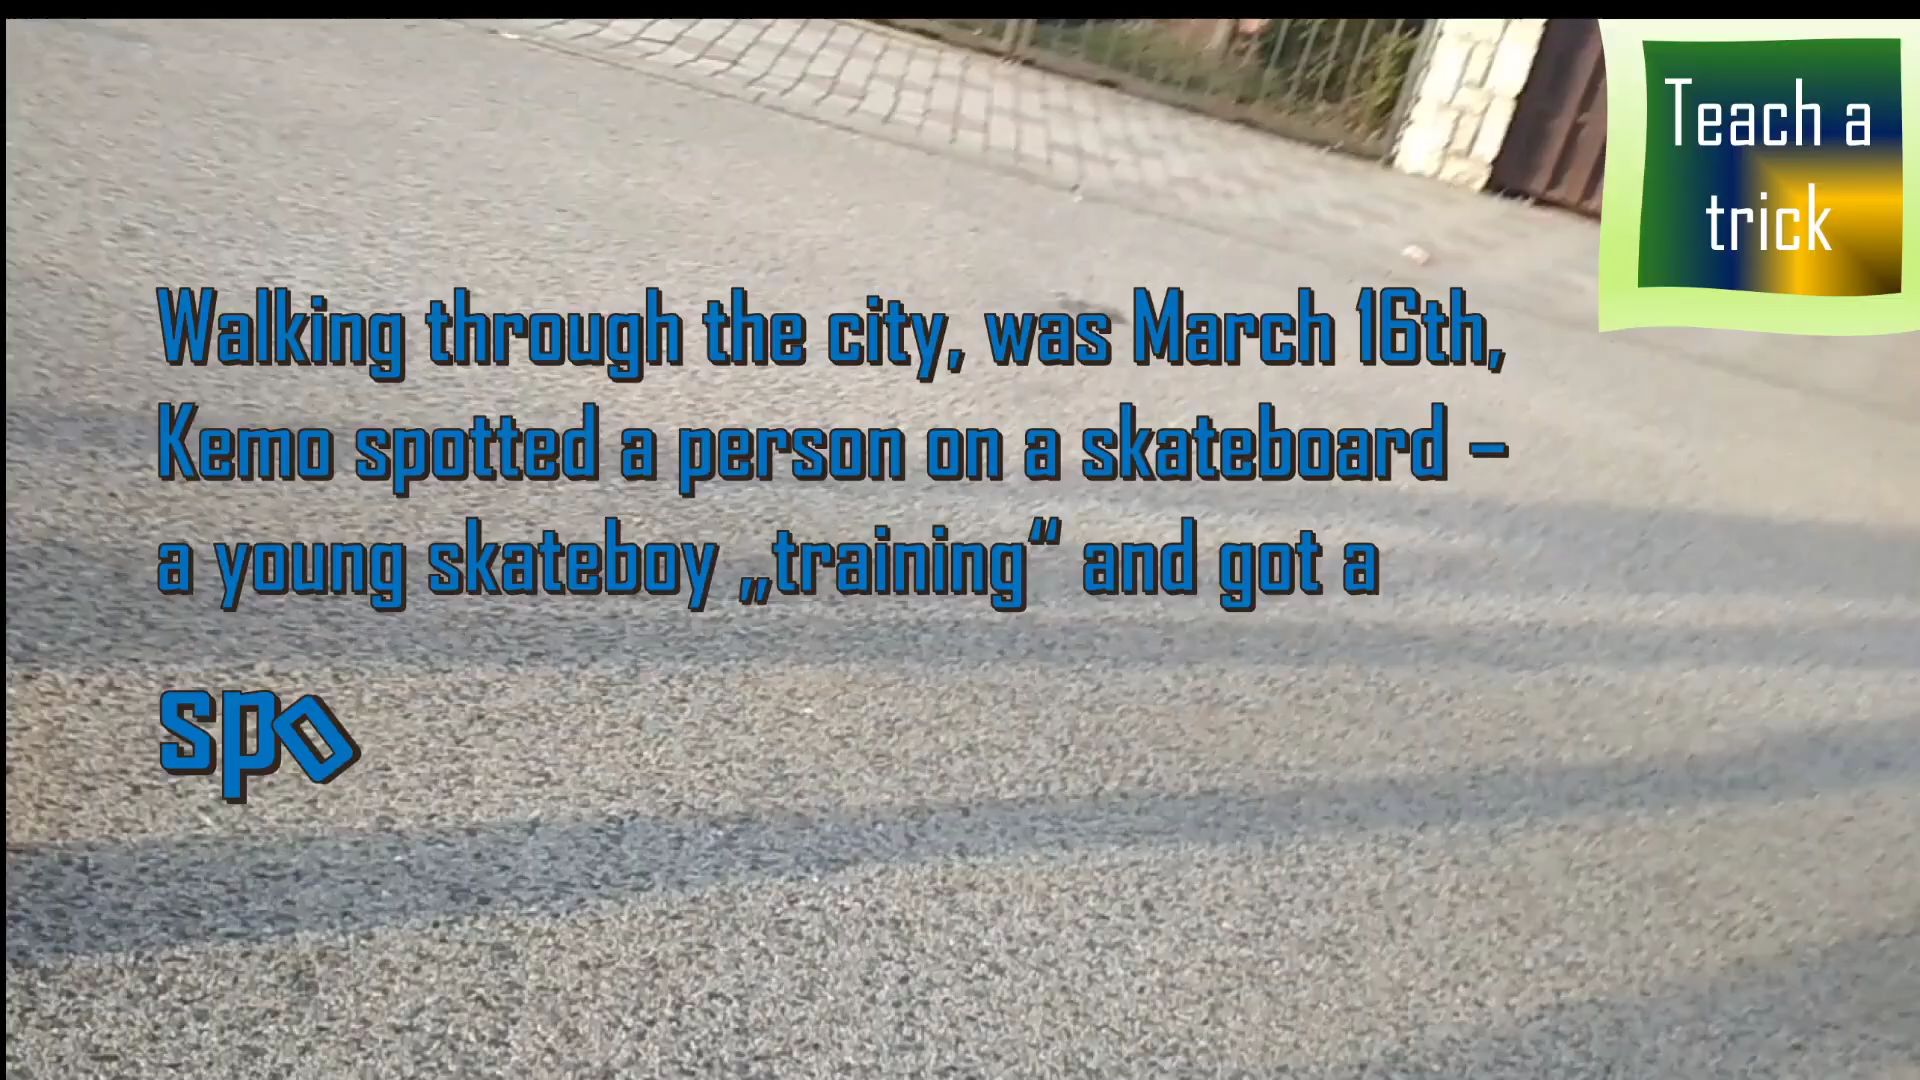 Teach a
trick
Walking through the city, was March 16th,
Kemo spotted a person on a skateboard –
a young skateboy „training“ and got a
spo